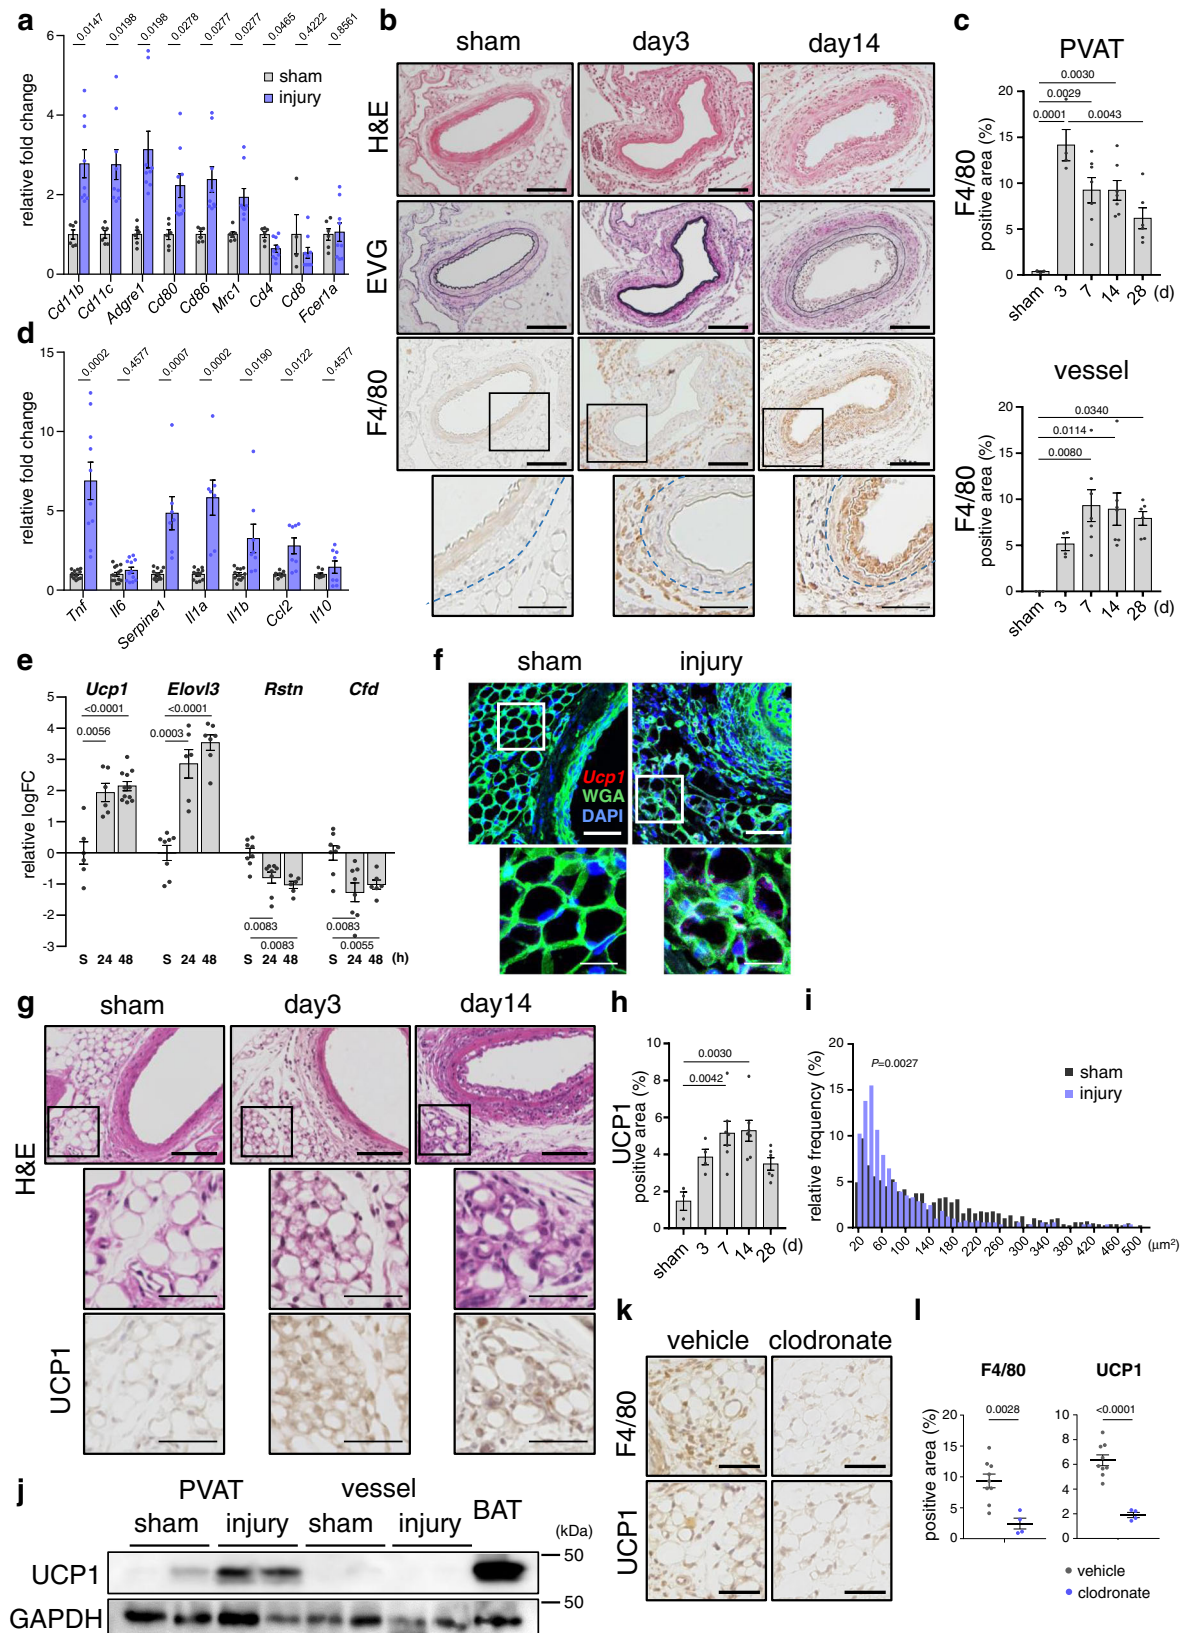 a
0.0147
0.0198
0.0198
0.0278
0.0277
0.0277
0.0465
0.4222
0.8561
relative fold change
6
4
2
0
sham
injury
Cd11b
Cd11c
Adgre1
Cd80
Cd86
Mrc1
Cd4
Cd8
Fcer1a
b
sham
day3
day14
H&E
EVG
F4/80
c
PVAT
F4/80
positive area (%)
20
15
10
5
0
0.0030
0.0029
0.0001
0.0043
sham
3
7
14
28
(d)
vessel
F4/80
positive area (%)
20
15
10
5
0
0.0340
0.0114
0.0080
sham
3
7
14
28
(d)
d
relative fold change
15
10
5
0
0.0002
0.4577
0.0007
0.0002
0.0190
0.0122
0.4577
Tnf
Il6
Serpine1
Il1a
Il1b
Ccl2
Il10
e
Ucp1
Elovl3
Rstn
Cfd
relative logFC
5
4
3
2
1
0
-1
-2
-3
<0.0001
0.0056
<0.0001
0.0003
0.0083
0.0083
0.0083
0.0055
S 24 48
S 24 48
S 24 48
S 24 48
(h)
f
sham
injury
Ucp1
WGA
DAPI
g
sham
day3
day14
H&E
UCP1
h
UCP1
positive area (%)
10
8
6
4
2
0
0.0030
0.0042
sham
3
7
14
28
(d)
i
relative frequency (%)
20
15
10
5
0
P=0.0027
sham
injury
20
60
100
140
180
220
260
300
340
380
420
460
500
(μm²)
j
PVAT
vessel
BAT
sham
injury
sham
injury
(kDa)
UCP1
50
GAPDH
50
k
vehicle
clodronate
F4/80
UCP1
l
F4/80
UCP1
positive area (%)
20
15
10
5
0
0.0028
10
8
6
4
2
0
<0.0001
vehicle
clodronate